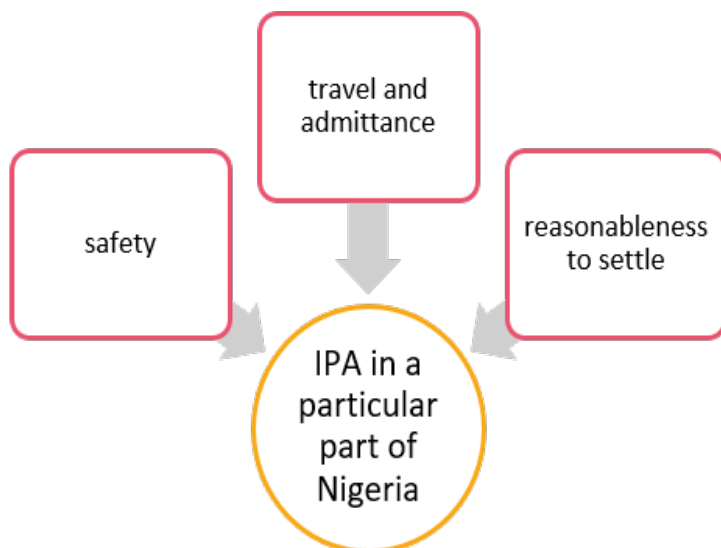 travel and
admittance
safety
reasonableness
to settle
IPA in a
particular
part of
Nigeria